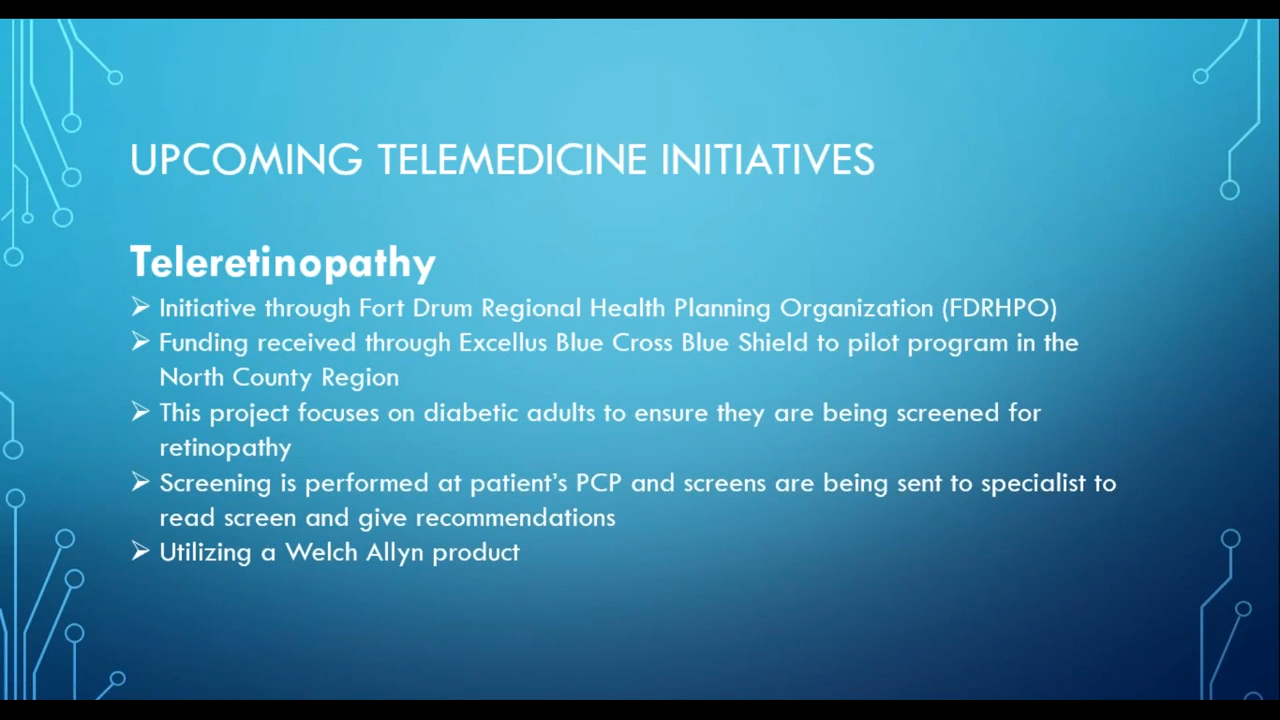 UPCOMING TELEMEDICINE INITIATIVES
Teleretinopathy
➢ Initiative through Fort Drum Regional Health Planning Organization (FDRHPO)
➢ Funding received through Excellus Blue Cross Blue Shield to pilot program in the
North County Region
➢ This project focuses on diabetic adults to ensure they are being screened for
retinopathy
➢ Screening is performed at patient’s PCP and screens are being sent to specialist to
read screen and give recommendations
➢ Utilizing a Welch Allyn product